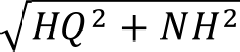 √HQ² + NH²